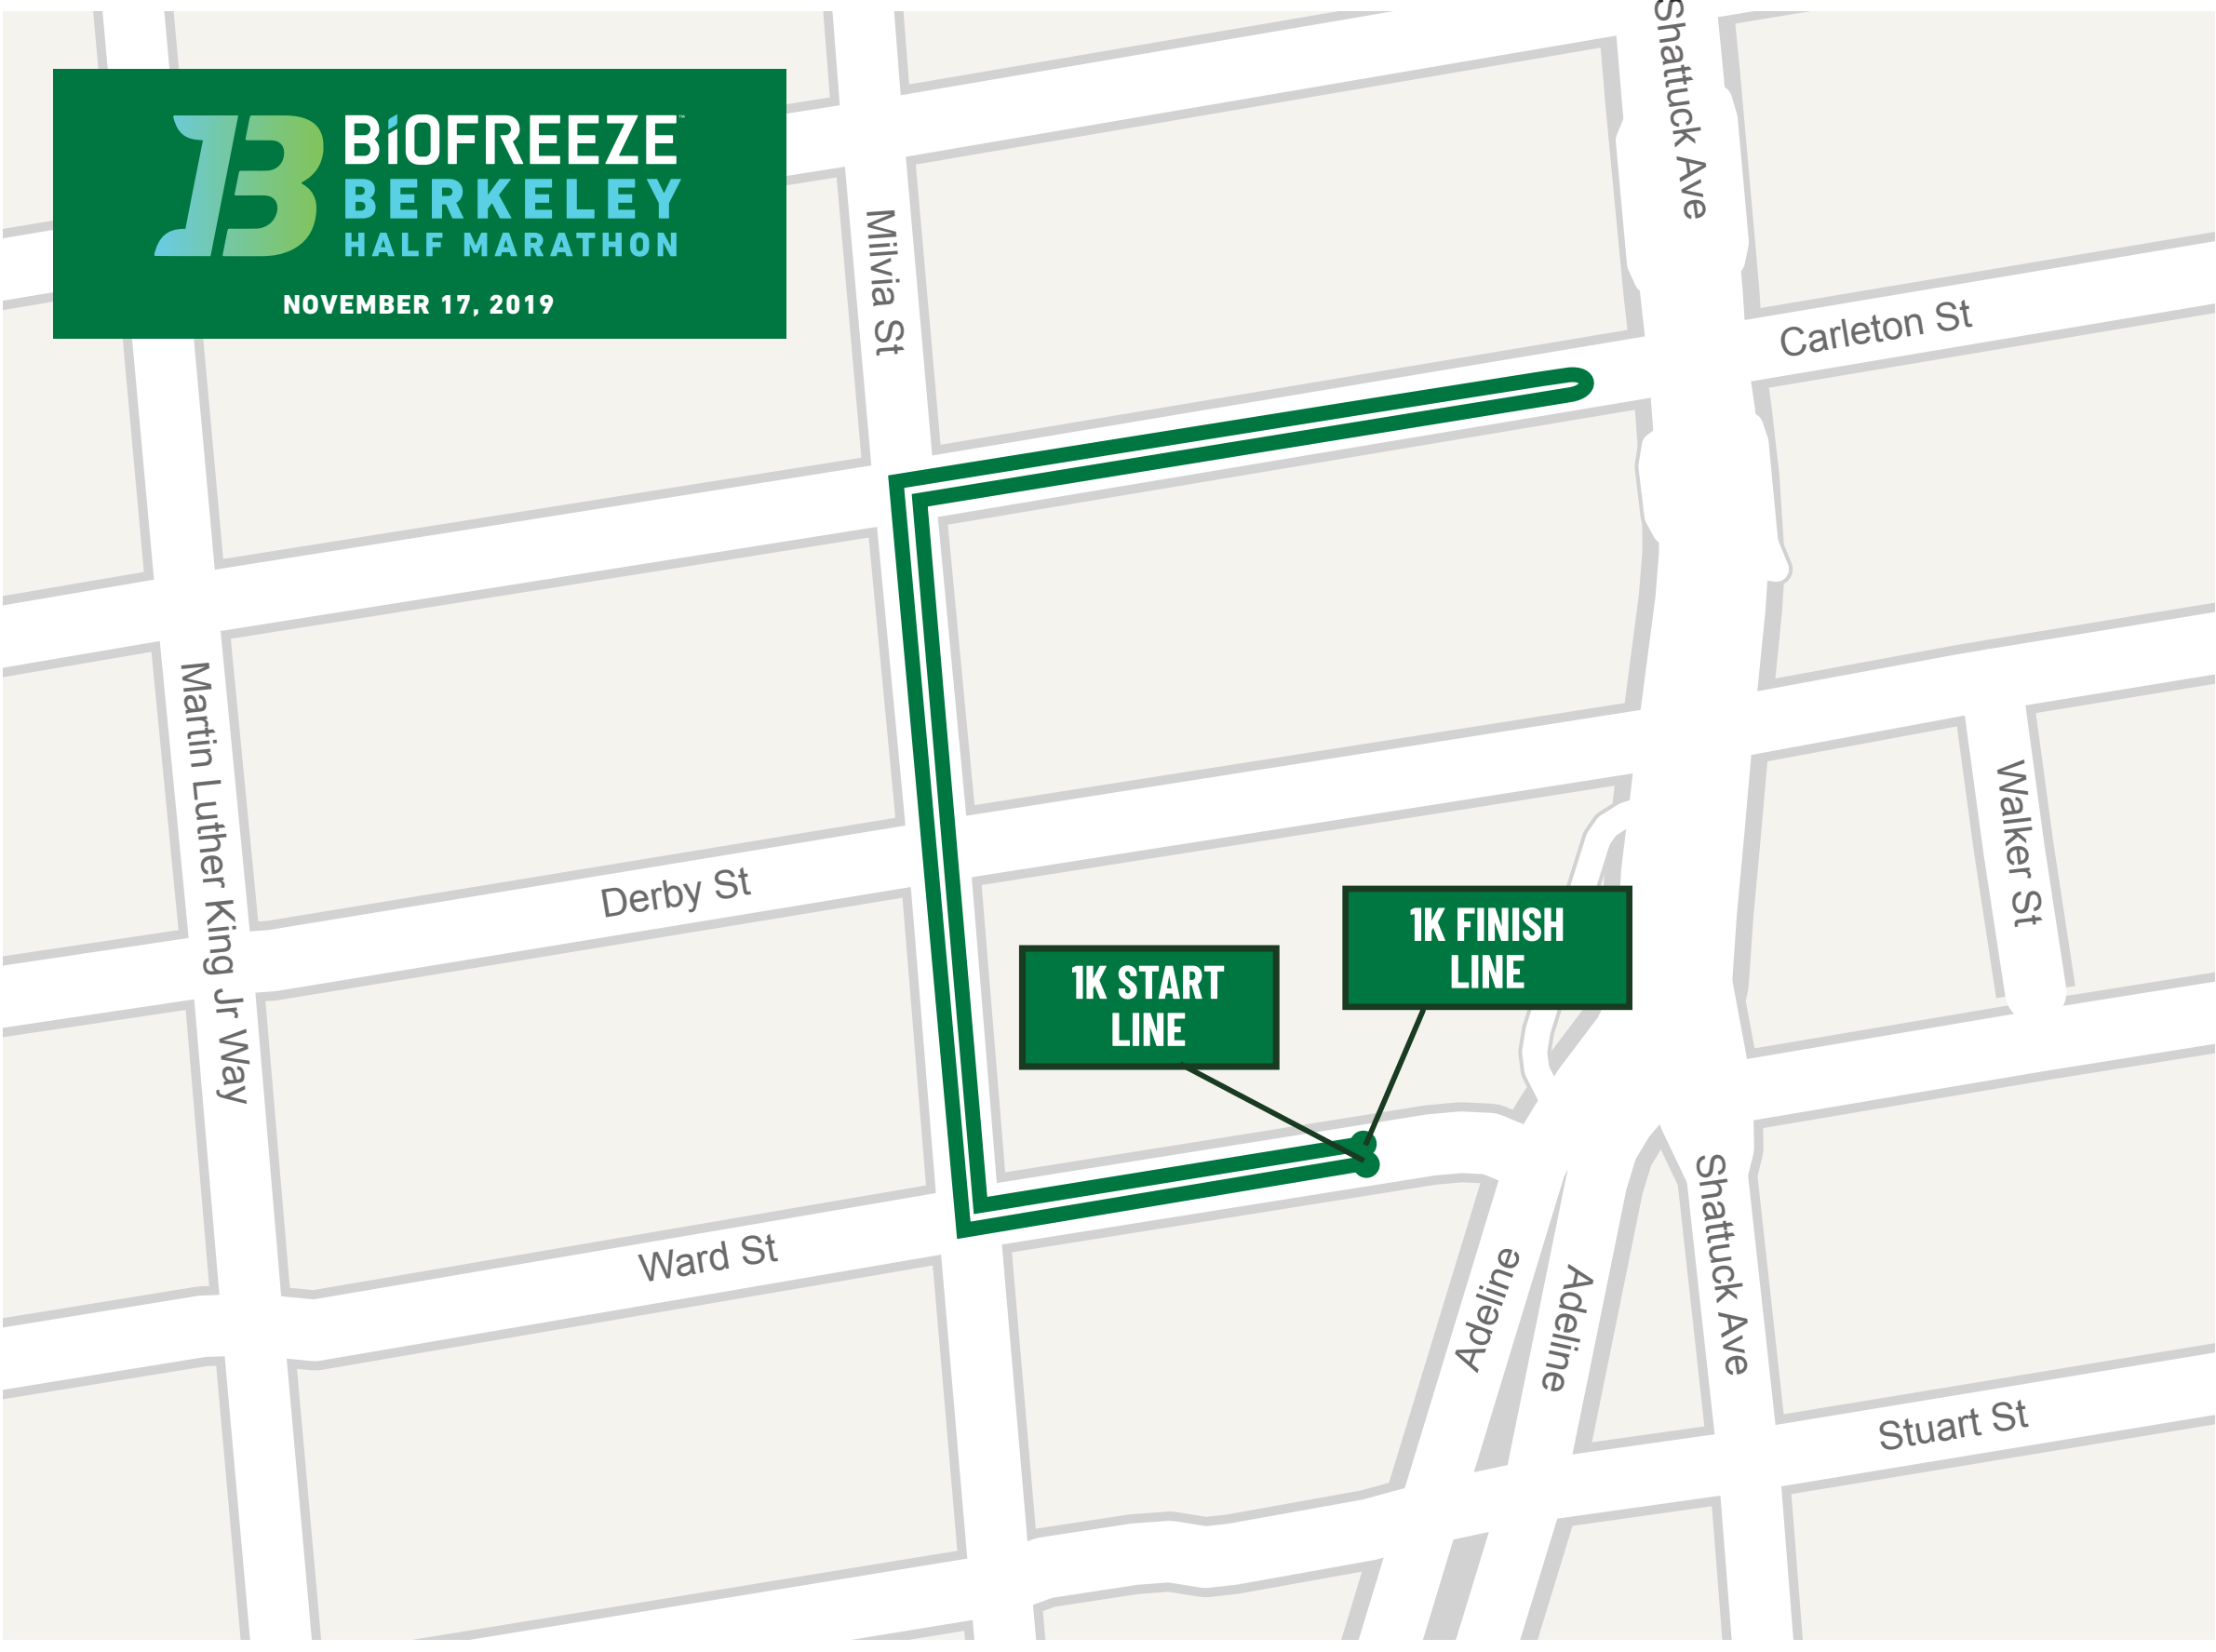 BiOFREEZE™
BERKELEY
HALF MARATHON
NOVEMBER 17, 2019
Shattuck Ave
Milvia St
Carleton St
Martin Luther King Jr Way
Walker St
Derby St
1K FINISH
LINE
1K START
LINE
Ward St
Adeline
Adeline
Shattuck Ave
Stuart St